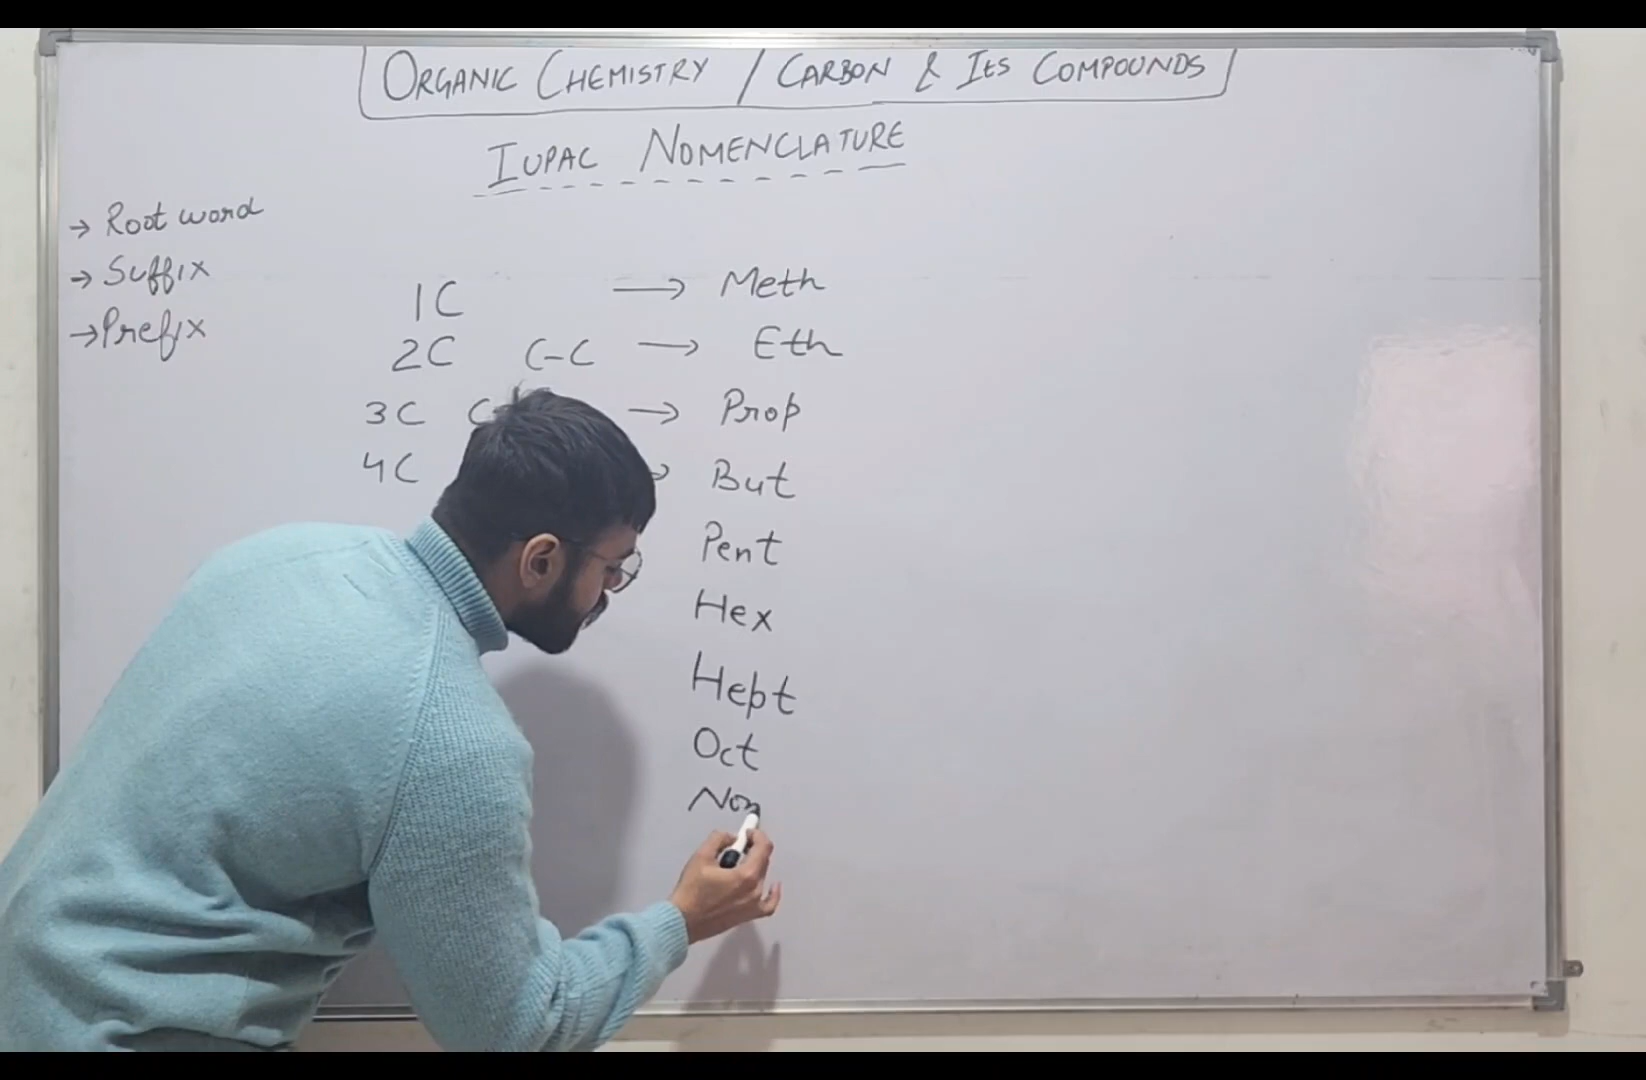 ORGANIC CHEMISTRY / CARBON & ITS COMPOUNDS
IUPAC NOMENCLATURE
→ Root word
→ Suffix
→ Prefix
1C → Meth
2C C-C → Eth
3C C → Prop
4C → But
Pent
Hex
Hept
Oct
Non